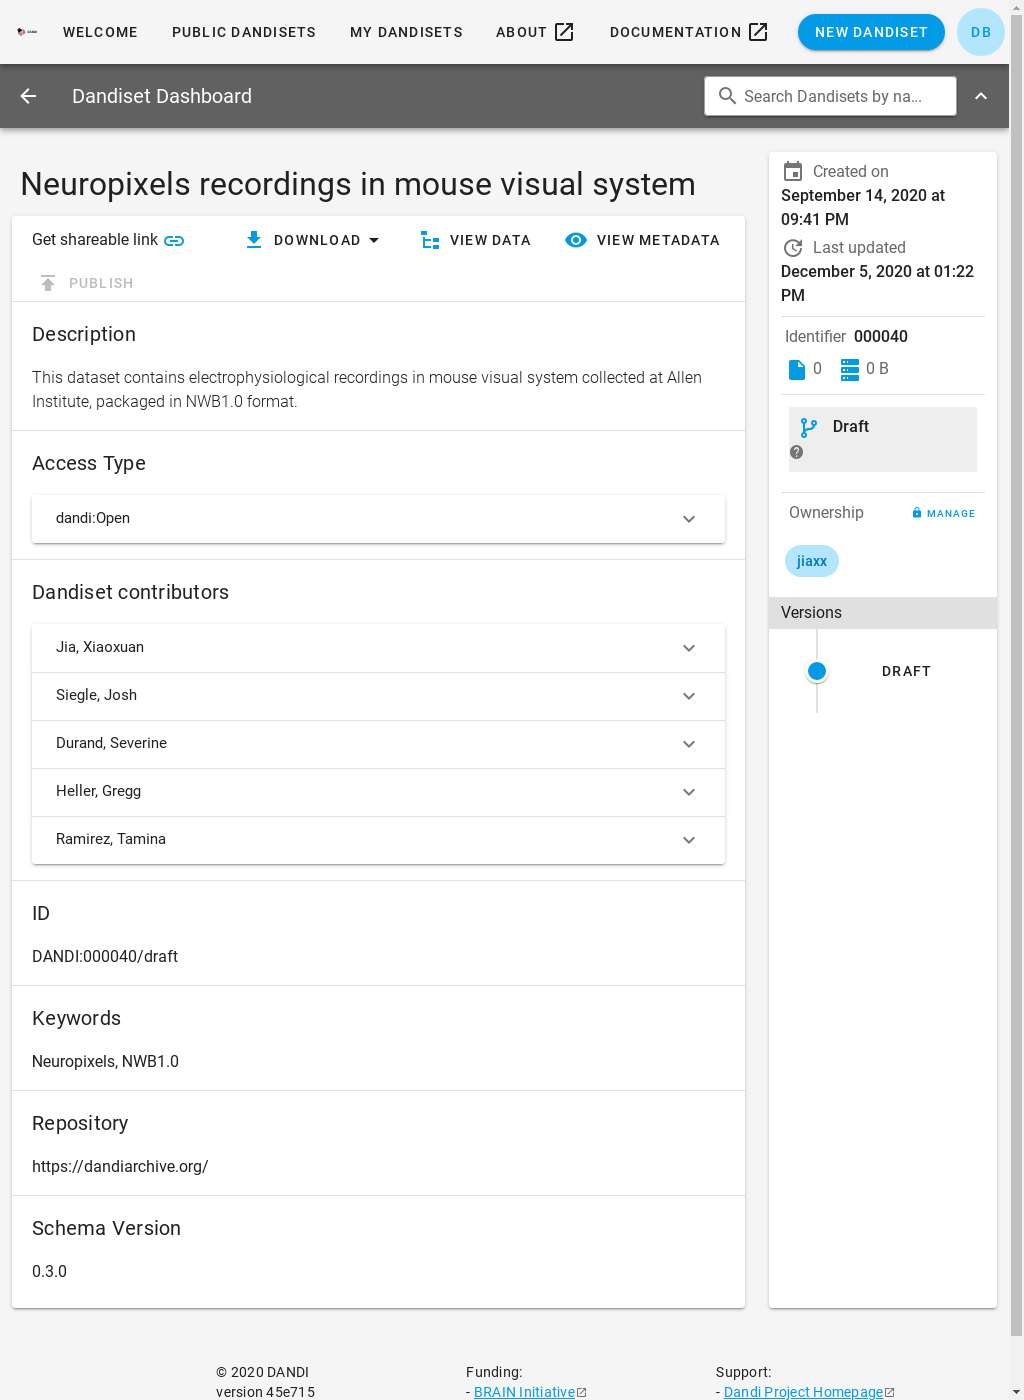 WELCOME PUBLIC DANDISETS MY DANDISETS ABOUT DOCUMENTATION NEW DANDISET DB
Dandiset Dashboard Search Dandisets by na...
Neuropixels recordings in mouse visual system
Get shareable link DOWNLOAD VIEW DATA VIEW METADATA
PUBLISH
Description
This dataset contains electrophysiological recordings in mouse visual system collected at Allen
Institute, packaged in NWB1.0 format.
Access Type
dandi:Open
Dandiset contributors
Jia, Xiaoxuan
Siegle, Josh
Durand, Severine
Heller, Gregg
Ramirez, Tamina
ID
DANDI:000040/draft
Keywords
Neuropixels, NWB1.0
Repository
https://dandiarchive.org/
Schema Version
0.3.0
Created on
September 14, 2020 at
09:41 PM
Last updated
December 5, 2020 at 01:22
PM
Identifier 000040
0 0 B
Draft
Ownership MANAGE
jiaxx
Versions
DRAFT
© 2020 DANDI
version 45e715
Funding:
- BRAIN Initiative
Support:
- Dandi Project Homepage